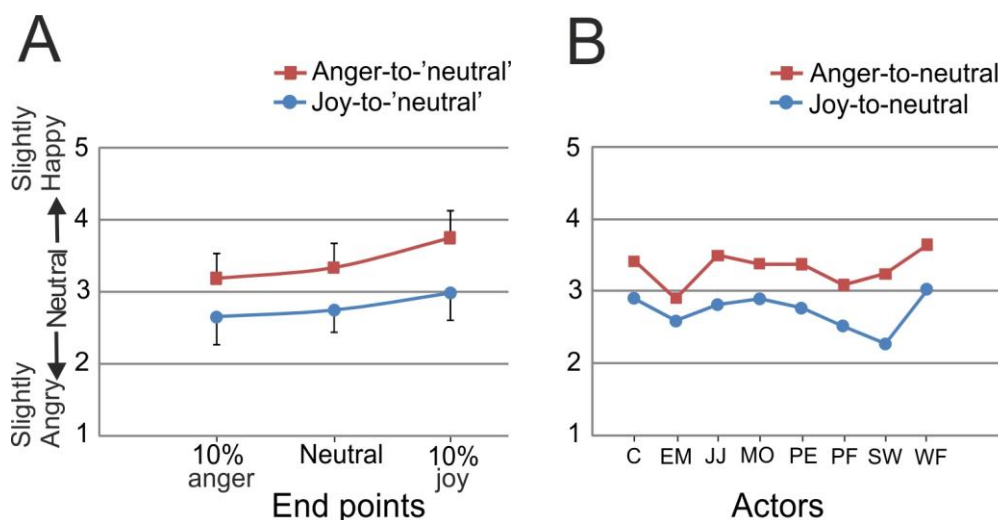 A
Anger-to-'neutral'
Joy-to-'neutral'
Slightly
Happy
Neutral
Slightly
Angry
5
4
3
2
1
10%
anger
Neutral
10%
joy
End points
B
Anger-to-neutral
Joy-to-neutral
5
4
3
2
1
C EM JJ MO PE PF SW WF
Actors